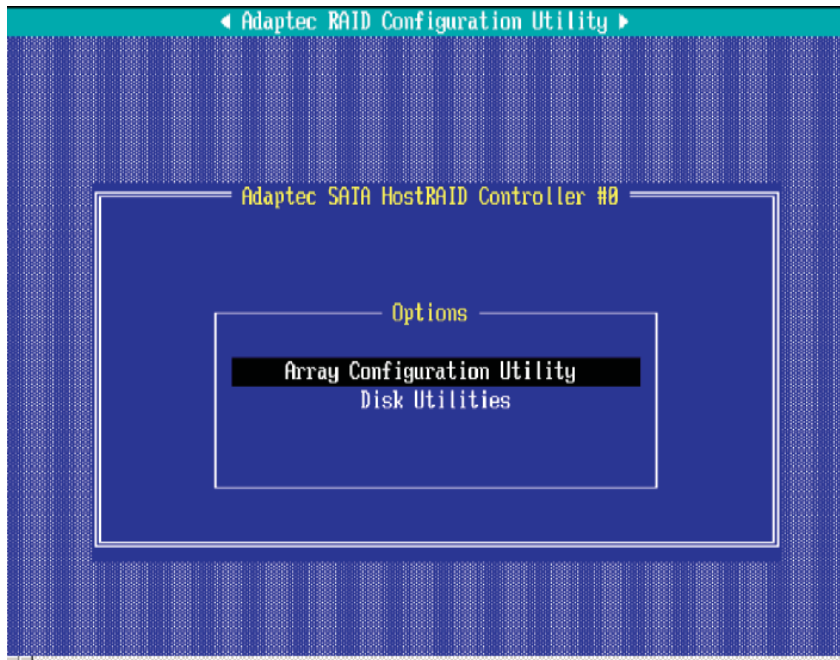 Adaptec RAID Configuration Utility
Adaptec SATA HostRAID Controller #0
Options
Array Configuration Utility
Disk Utilities